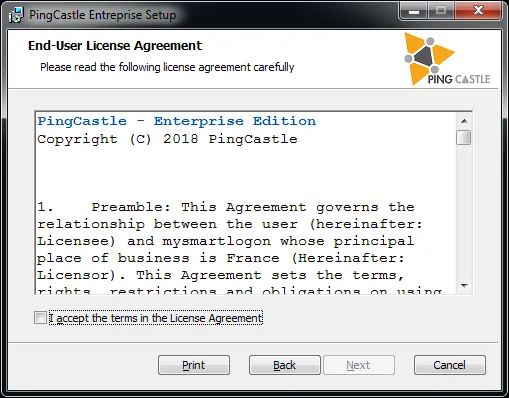 PingCastle Entreprise Setup
End-User License Agreement
Please read the following license agreement carefully
PING CASTLE
PingCastle - Enterprise Edition
Copyright (C) 2018 PingCastle
1. Preamble: This Agreement governs the
relationship between the user (hereinafter:
Licensee) and mysmartlogon whose principal
place of business is France (Hereinafter:
Licensor). This Agreement sets the terms,
rights, restrictions and obligations on using
I accept the terms in the License Agreement
Print
Back
Next
Cancel